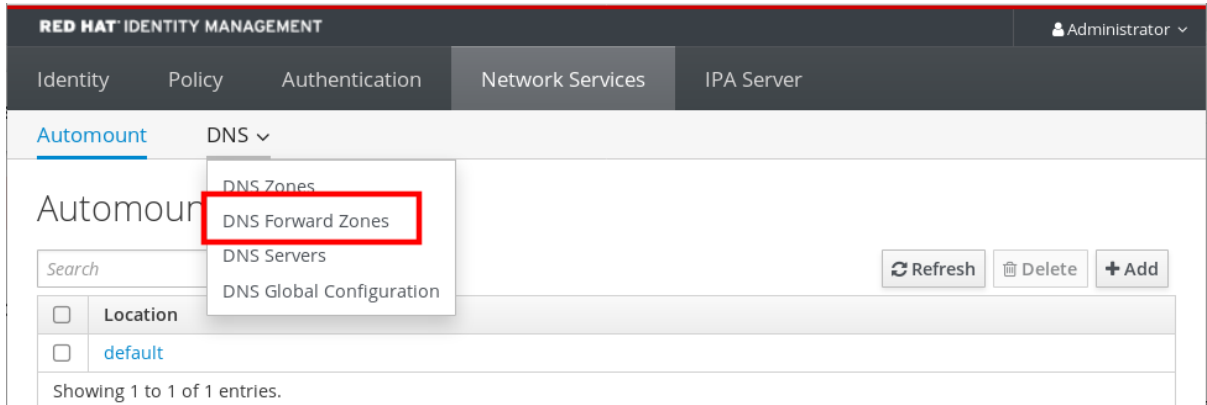 RED HAT IDENTITY MANAGEMENT Administrator
Identity Policy Authentication Network Services IPA Server
Automount DNS
DNS Zones
Automoun
DNS Forward Zones
Search DNS Servers Refresh Delete + Add
DNS Global Configuration
Location
default
Showing 1 to 1 of 1 entries.